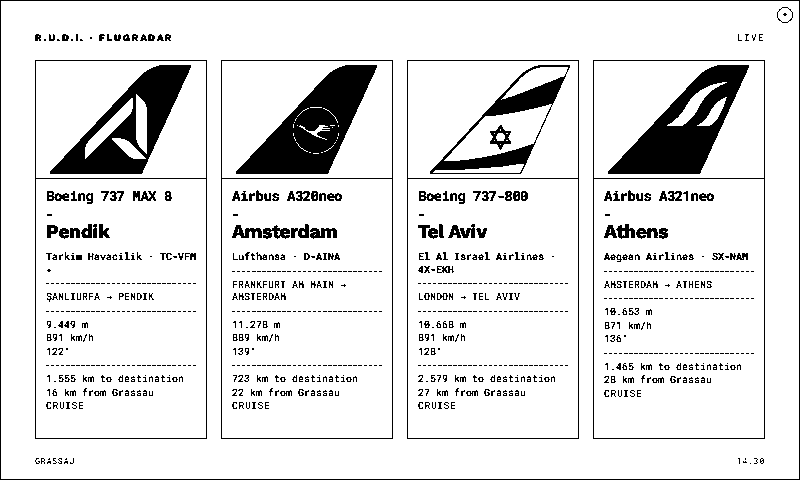 R.U.D.I. · FLUGRADAR
LIVE
Boeing 737 MAX 8
-
Pendik
Tarkim Havacilik · TC-VFM
ŞANLIURFA → PENDIK
9.449 m
891 km/h
122°
1.555 km to destination
16 km from Grassau
CRUISE
Airbus A320neo
-
Amsterdam
Lufthansa · D-AINA
FRANKFURT AM MAIN →
AMSTERDAM
11.278 m
889 km/h
139°
723 km to destination
22 km from Grassau
CRUISE
Boeing 737-800
-
Tel Aviv
El Al Israel Airlines ·
4X-EKH
LONDON → TEL AVIV
10.668 m
891 km/h
128°
2.579 km to destination
27 km from Grassau
CRUISE
Airbus A321neo
-
Athens
Aegean Airlines · SX-NAM
AMSTERDAM → ATHENS
10.653 m
871 km/h
136°
1.465 km to destination
28 km from Grassau
CRUISE
GRASSAU
14.30